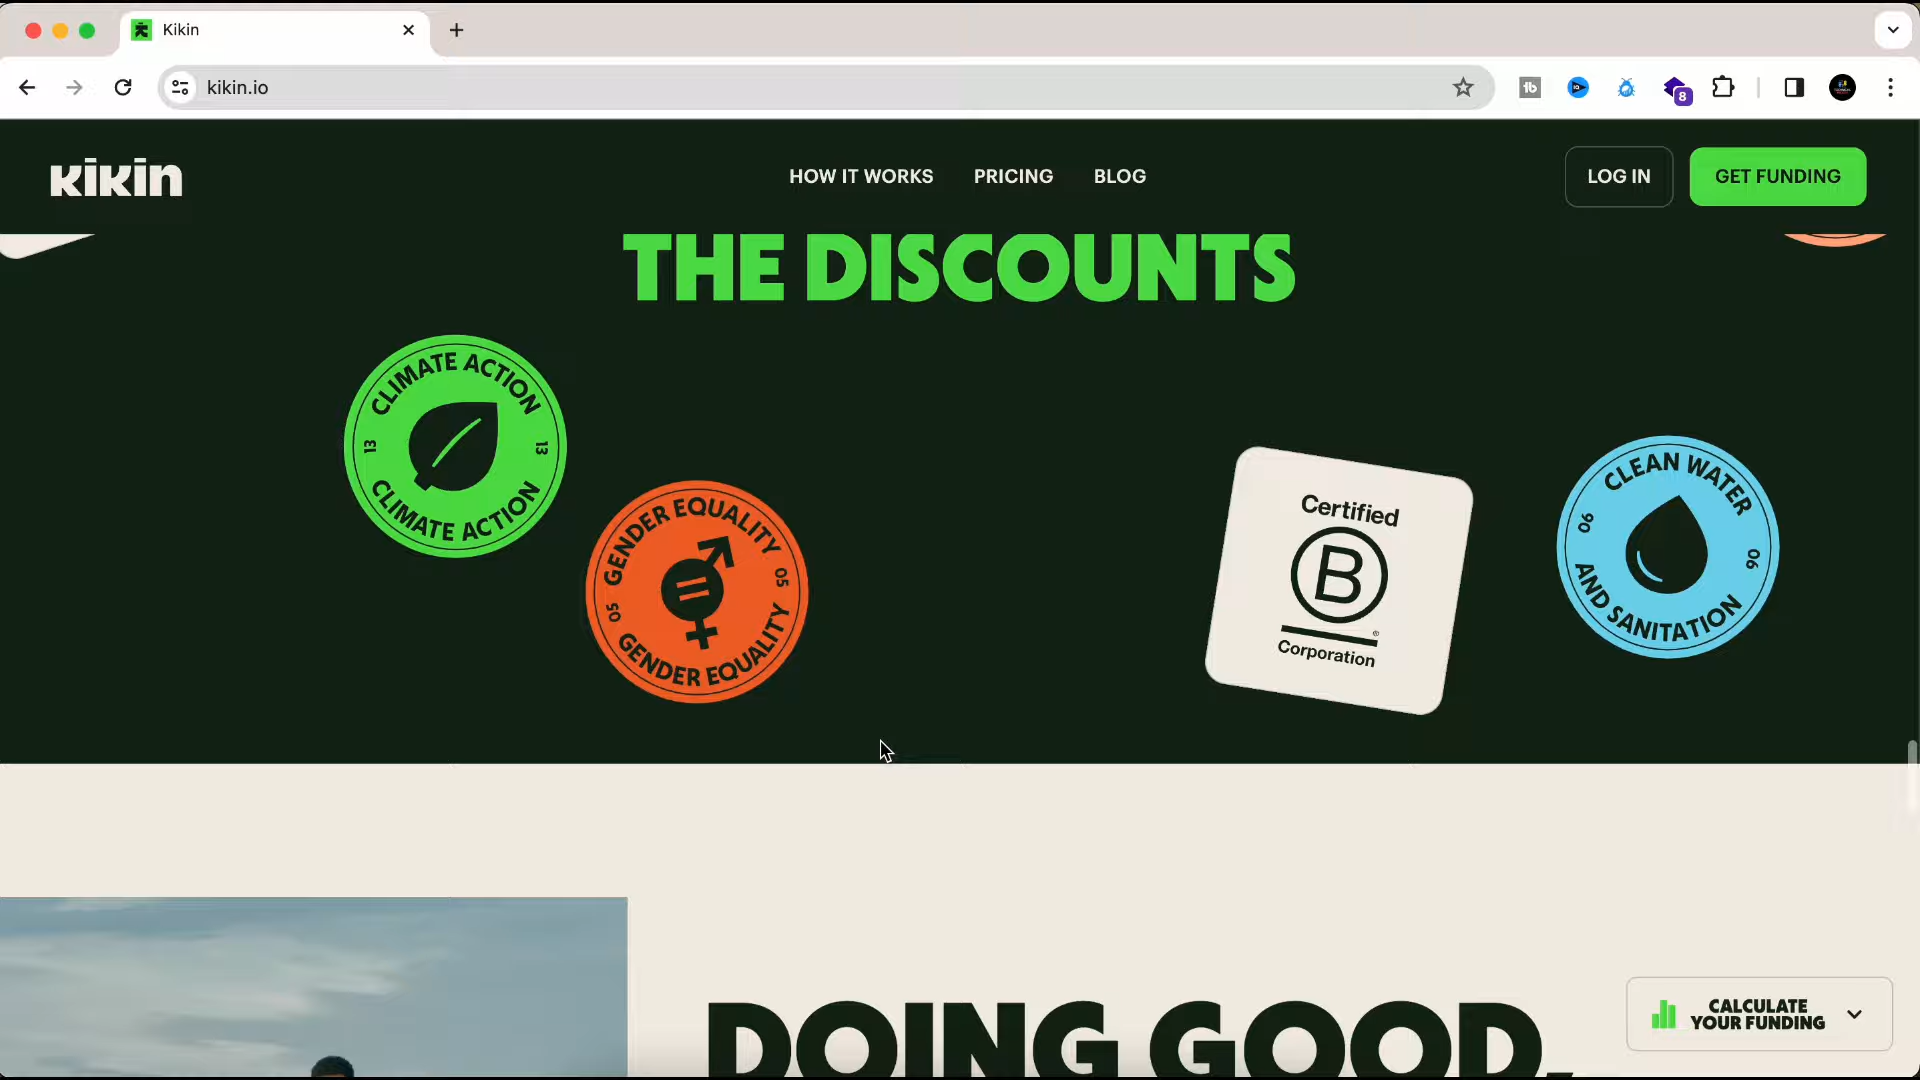 Kikin
kikin.io
8
kikin
HOW IT WORKS
PRICING
BLOG
LOG IN
GET FUNDING
THE DISCOUNTS
CLIMATE ACTION
13
13
CLIMATE ACTION
GENDER EQUALITY
05
05
GENDER EQUALITY
Certified
B
®
Corporation
CLEAN WATER
06
06
AND SANITATION
DOING GOOD,
CALCULATE
YOUR FUNDING